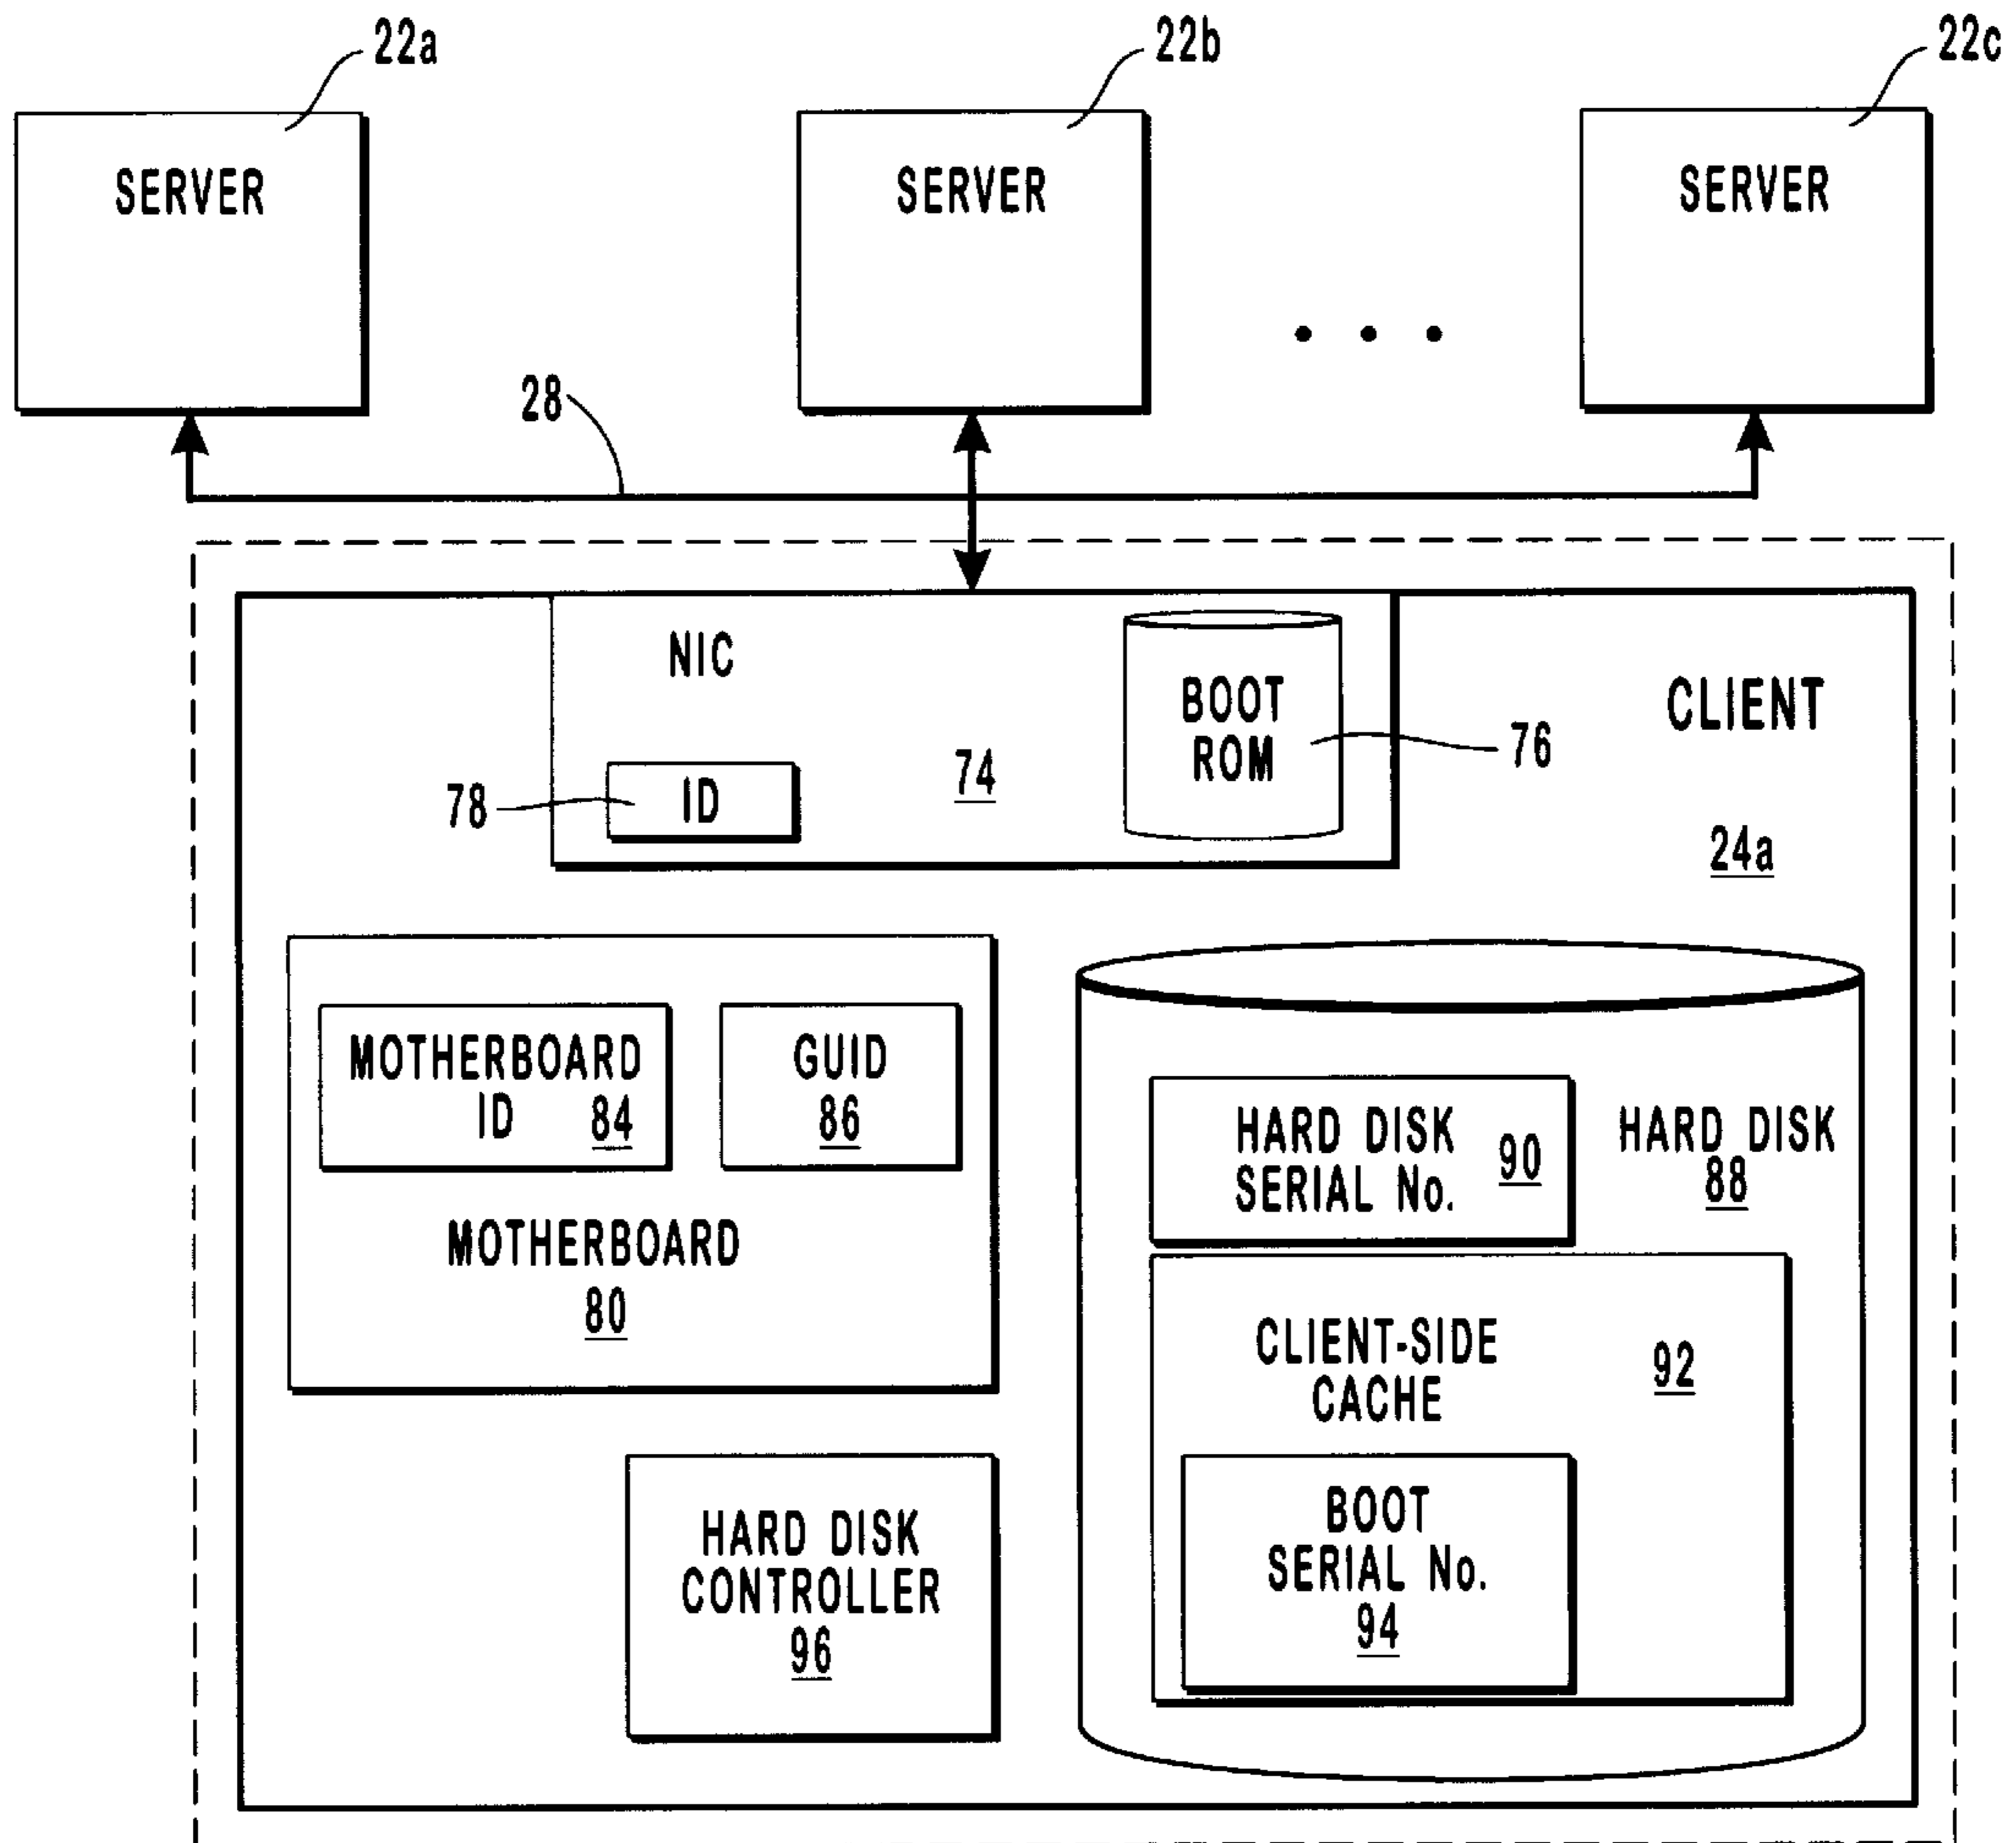 22a
22b
22c
SERVER
SERVER
SERVER
28
NIC
BOOT
ROM
CLIENT
74
76
78
ID
24a
MOTHERBOARD
ID 84
GUID
86
MOTHERBOARD
80
HARD DISK
SERIAL No.
90
HARD DISK
88
CLIENT-SIDE
CACHE
92
BOOT
SERIAL No.
94
HARD DISK
CONTROLLER
96